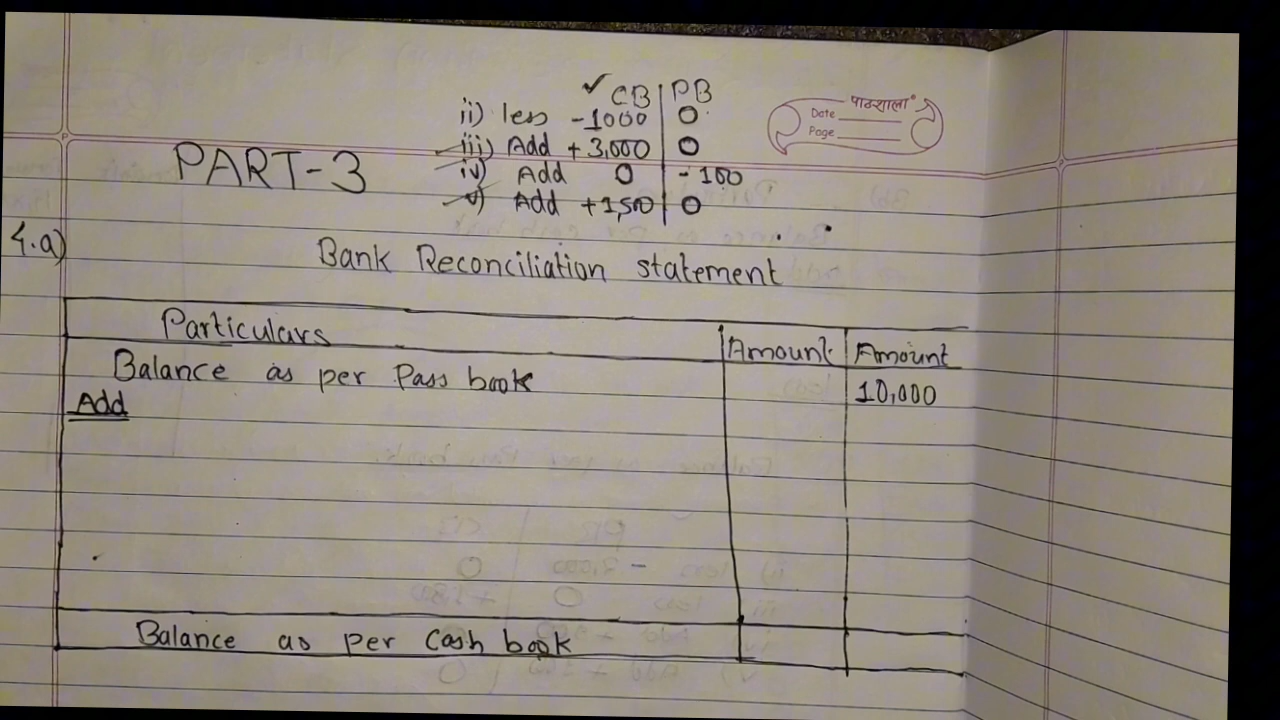 ✓ CB | PB
ii) less -1000 | 0
iii) Add +3,000 | 0
iv) Add 0 | -100
v) Add +1,500 | 0
पाठशाला
Date
Page
PART-3
4.a)
Bank Reconciliation statement
Particulars Amount Amount
Balance as per Pass book 10,000
Add
Balance as per Cash book